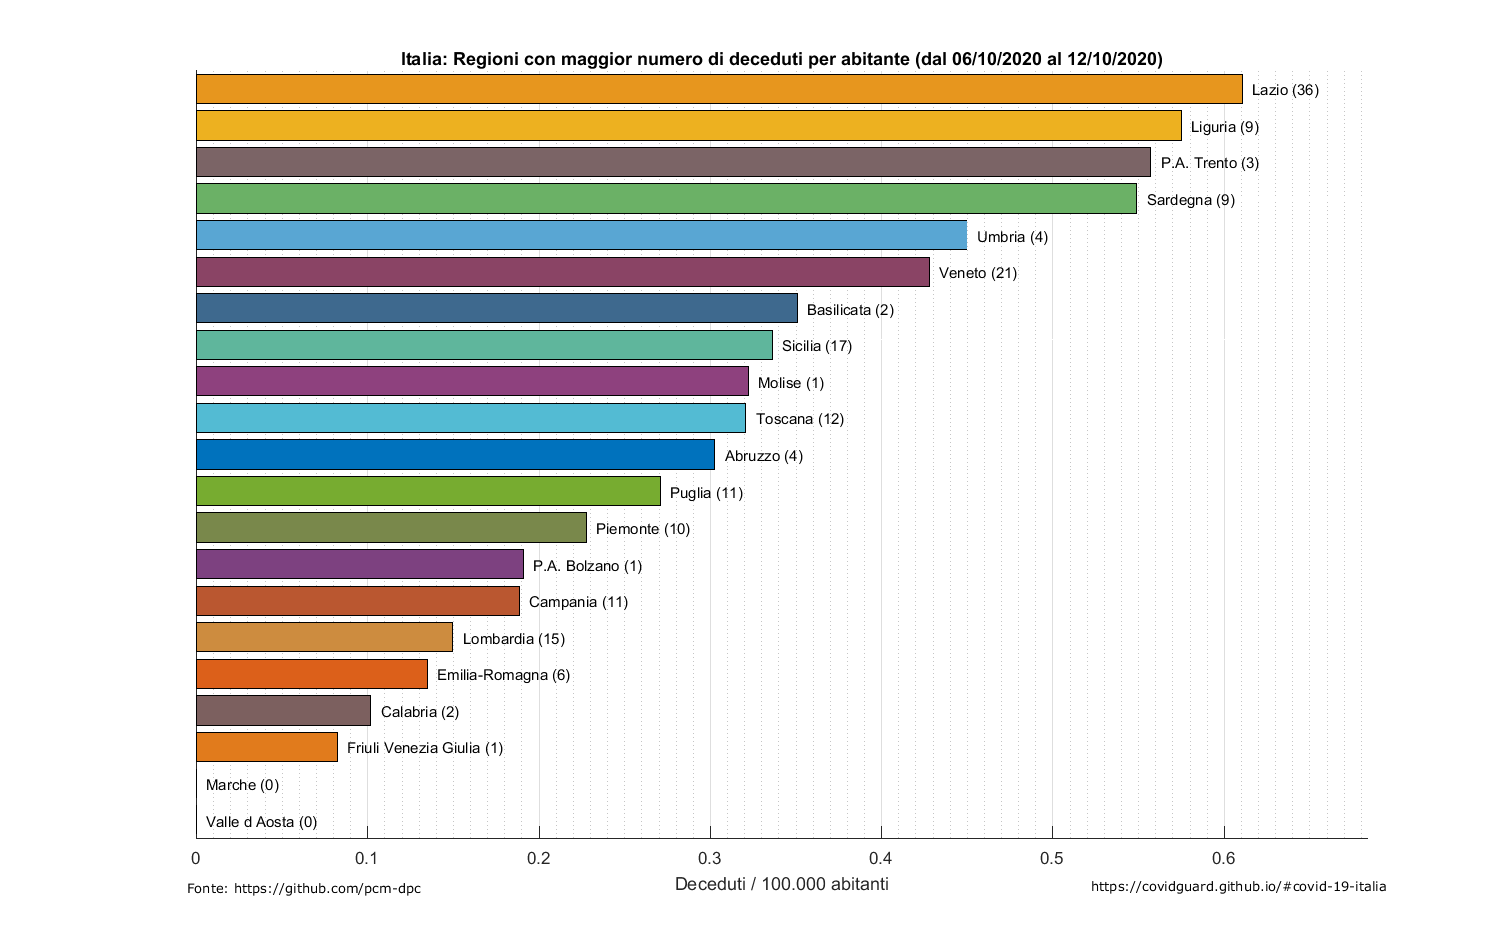 Italia: Regioni con maggior numero di deceduti per abitante (dal 06/10/2020 al 12/10/2020)
Lazio (36)
Liguria (9)
P.A. Trento (3)
Sardegna (9)
Umbria (4)
Veneto (21)
Basilicata (2)
Sicilia (17)
Molise (1)
Toscana (12)
Abruzzo (4)
Puglia (11)
Piemonte (10)
P.A. Bolzano (1)
Campania (11)
Lombardia (15)
Emilia-Romagna (6)
Calabria (2)
Friuli Venezia Giulia (1)
Marche (0)
Valle d Aosta (0)
0 0.1 0.2 0.3 0.4 0.5 0.6
Deceduti / 100.000 abitanti
Fonte: https://github.com/pcm-dpc
https://covidguard.github.io/#covid-19-italia